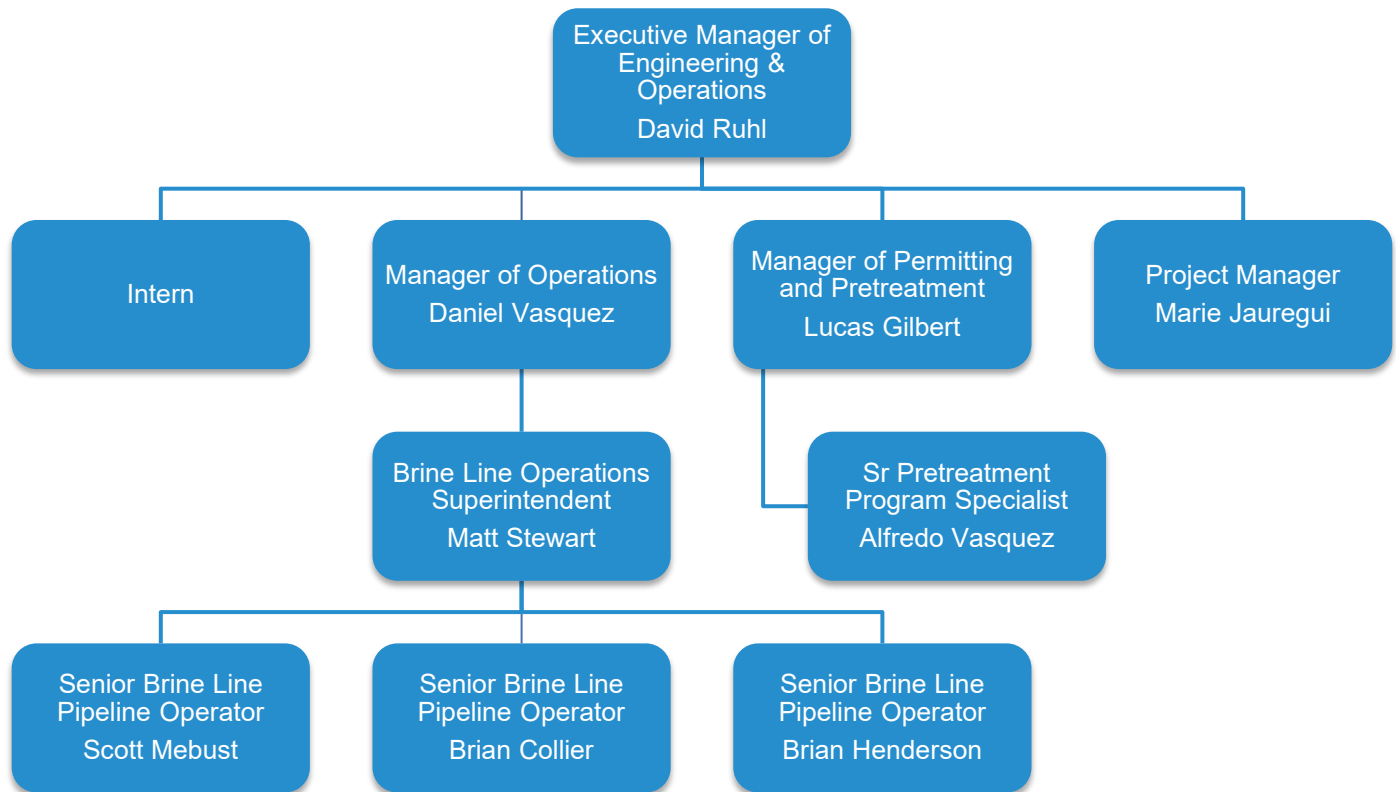 Executive Manager of
Engineering &
Operations
David Ruhl
Intern
Manager of Operations
Daniel Vasquez
Manager of Permitting
and Pretreatment
Lucas Gilbert
Project Manager
Marie Jauregui
Brine Line Operations
Superintendent
Matt Stewart
Sr Pretreatment
Program Specialist
Alfredo Vasquez
Senior Brine Line
Pipeline Operator
Scott Mebust
Senior Brine Line
Pipeline Operator
Brian Collier
Senior Brine Line
Pipeline Operator
Brian Henderson